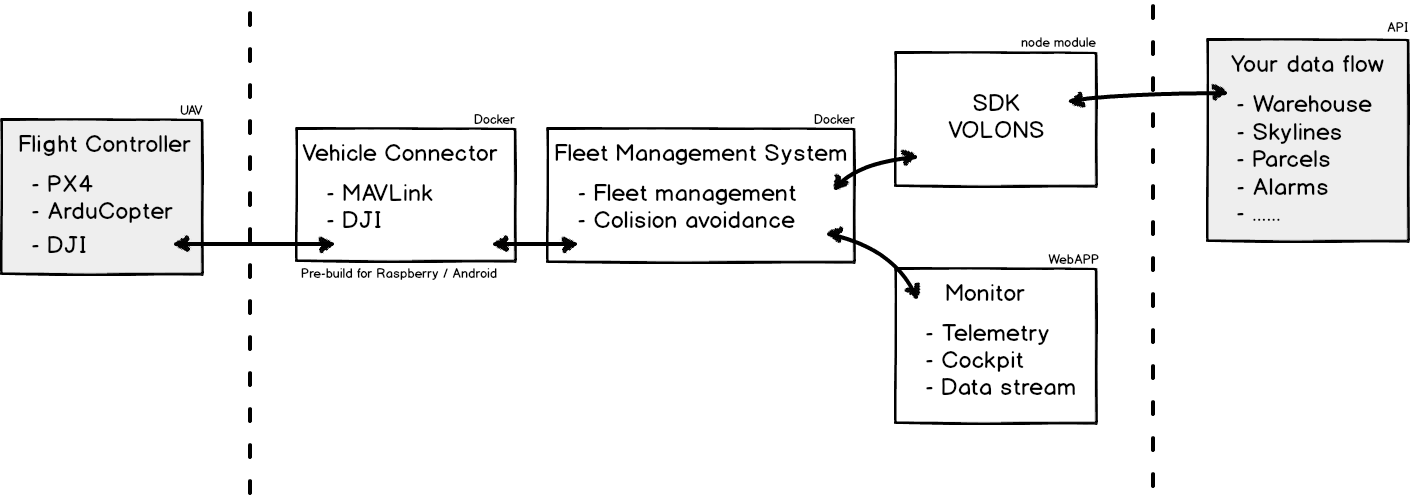 UAV
Flight Controller
- PX4
- ArduCopter
- DJI
Docker
Vehicle Connector
- MAVLink
- DJI
Pre-build for Raspberry / Android
Docker
Fleet Management System
- Fleet management
- Colision avoidance
node module
SDK
VOLONS
WebAPP
Monitor
- Telemetry
- Cockpit
- Data stream
API
Your data flow
- Warehouse
- Skylines
- Parcels
- Alarms
- ......